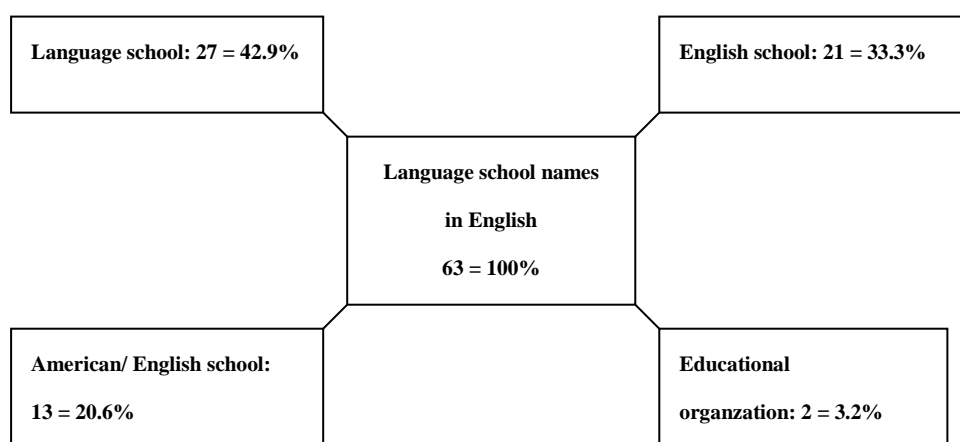 Language school: 27 = 42.9%
English school: 21 = 33.3%
Language school names
in English
63 = 100%
American/ English school:
13 = 20.6%
Educational
organzation: 2 = 3.2%